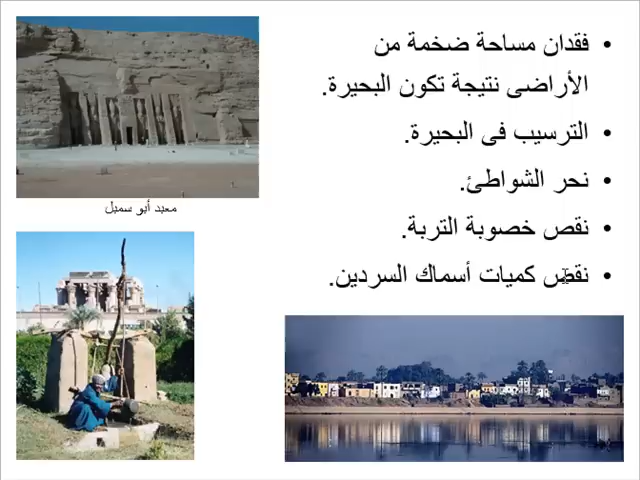 • فقدان مساحة ضخمة من
الأراضى نتيجة تكون البحيرة.
• الترسيب فى البحيرة.
• نحر الشواطئ.
• نقص خصوبة التربة.
• نقص كميات أسماك السردين.
معبد أبو سمبل